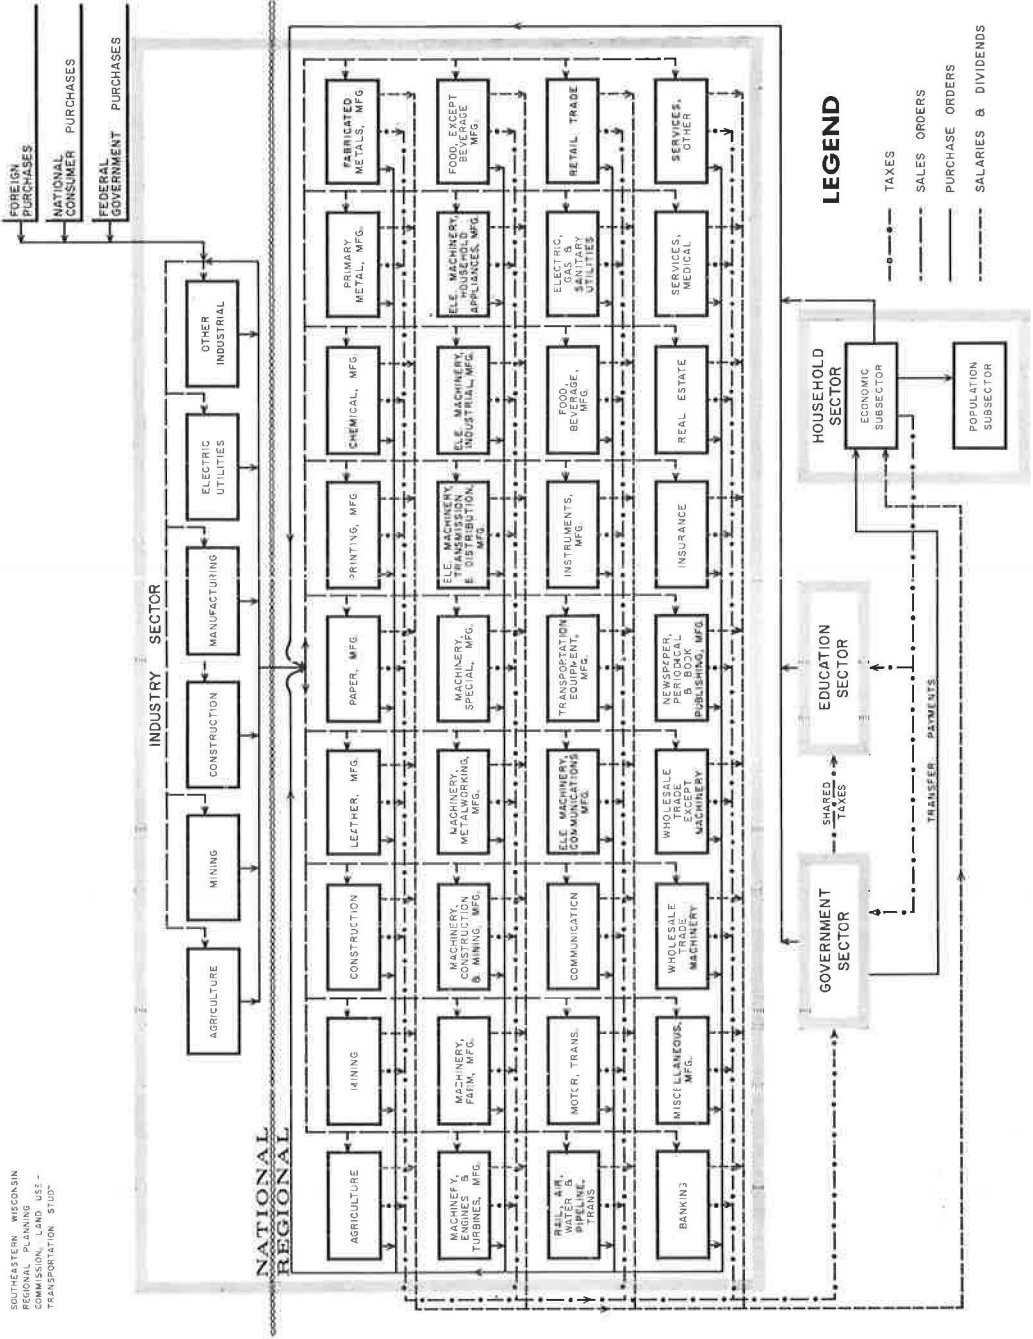 SOUTHEASTERN WISCONSIN
REGIONAL PLANNING
COMMISSION, LAND USE -
TRANSPORTATION STUDY
FOREIGN
PURCHASES
NATIONAL
CONSUMER PURCHASES
FEDERAL
GOVERNMENT PURCHASES
INDUSTRY SECTOR
AGRICULTURE
MINING
CONSTRUCTION
MANUFACTURING
ELECTRIC
UTILITIES
OTHER
INDUSTRIAL
NATIONAL
REGIONAL
AGRICULTURE
MINING
CONSTRUCTION
LEATHER, MFG.
PAPER, MFG.
PRINTING, MFG.
CHEMICAL, MFG.
PRIMARY
METAL, MFG.
FABRICATED
METALS, MFG.
MACHINERY,
ENGINES &
TURBINES, MFG.
MACHINERY,
FARM, MFG.
MACHINERY,
CONSTRUCTION
& MINING, MFG.
MACHINERY,
METALWORKING,
MFG.
MACHINERY,
SPECIAL, MFG.
ELE. MACHINERY,
TRANSMISSION
& DISTRIBUTION,
MFG.
ELE. MACHINERY,
INDUSTRIAL, MFG.
ELE. MACHINERY,
HOUSEHOLD
APPLIANCES, MFG.
FOOD, EXCEPT
BEVERAGE
MFG.
RAIL, AIR,
WATER &
PIPELINE,
TRANS
MOTOR, TRANS.
COMMUNICATION
ELE. MACHINERY,
COMMUNICATIONS
MFG.
TRANSPORTATION
EQUIPMENT,
MFG.
INSTRUMENTS,
MFG.
FOOD,
BEVERAGE,
MFG.
ELECTRIC,
GAS &
SANITARY
UTILITIES
RETAIL TRADE
BANKING
MISCELLANEOUS,
MFG.
WHOLESALE
TRADE
MACHINERY
WHOLESALE
TRADE
EXCEPT
MACHINERY
NEWSPAPER,
PERIODICAL
& BOOK
PUBLISHING, MFG.
INSURANCE
REAL ESTATE
SERVICES,
MEDICAL
SERVICES,
OTHER
GOVERNMENT
SECTOR
SHARED
TAXES
EDUCATION
SECTOR
TRANSFER PAYMENTS
HOUSEHOLD
SECTOR
ECONOMIC
SUBSECTOR
POPULATION
SUBSECTOR
LEGEND
TAXES
SALES ORDERS
PURCHASE ORDERS
SALARIES & DIVIDENDS